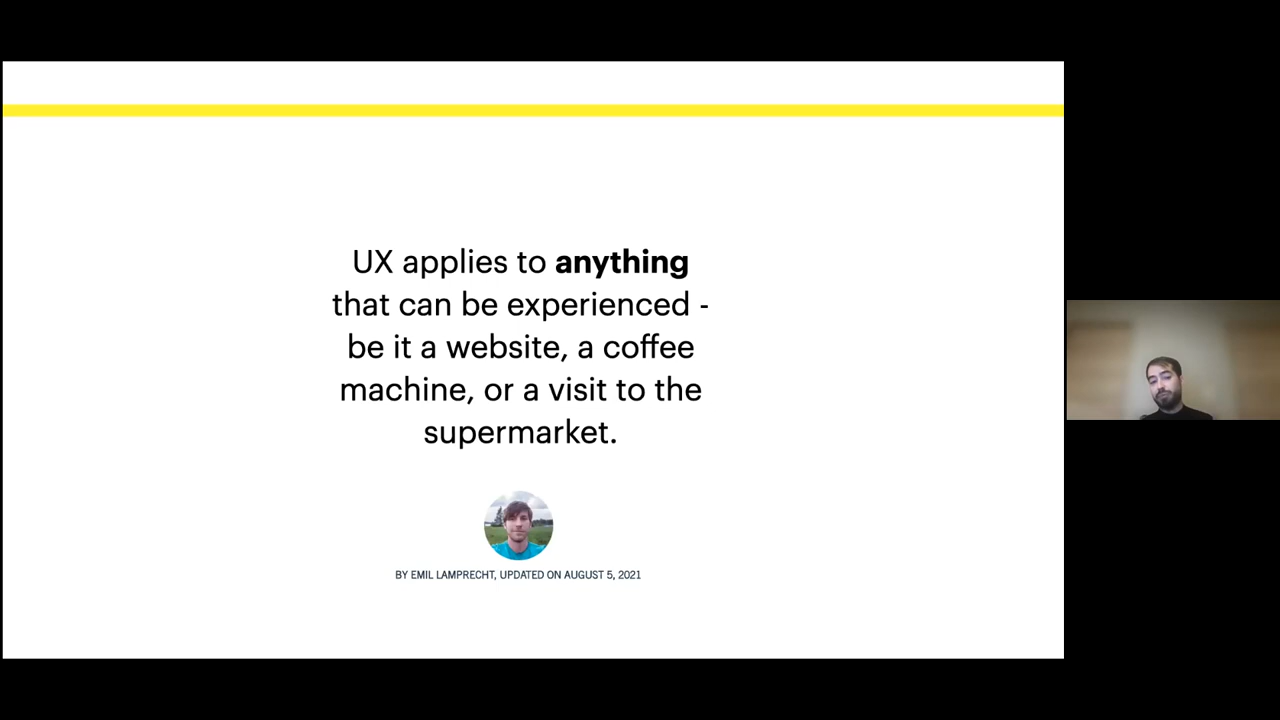 UX applies to anything
that can be experienced -
be it a website, a coffee
machine, or a visit to the
supermarket.
BY EMIL LAMPRECHT, UPDATED ON AUGUST 5, 2021